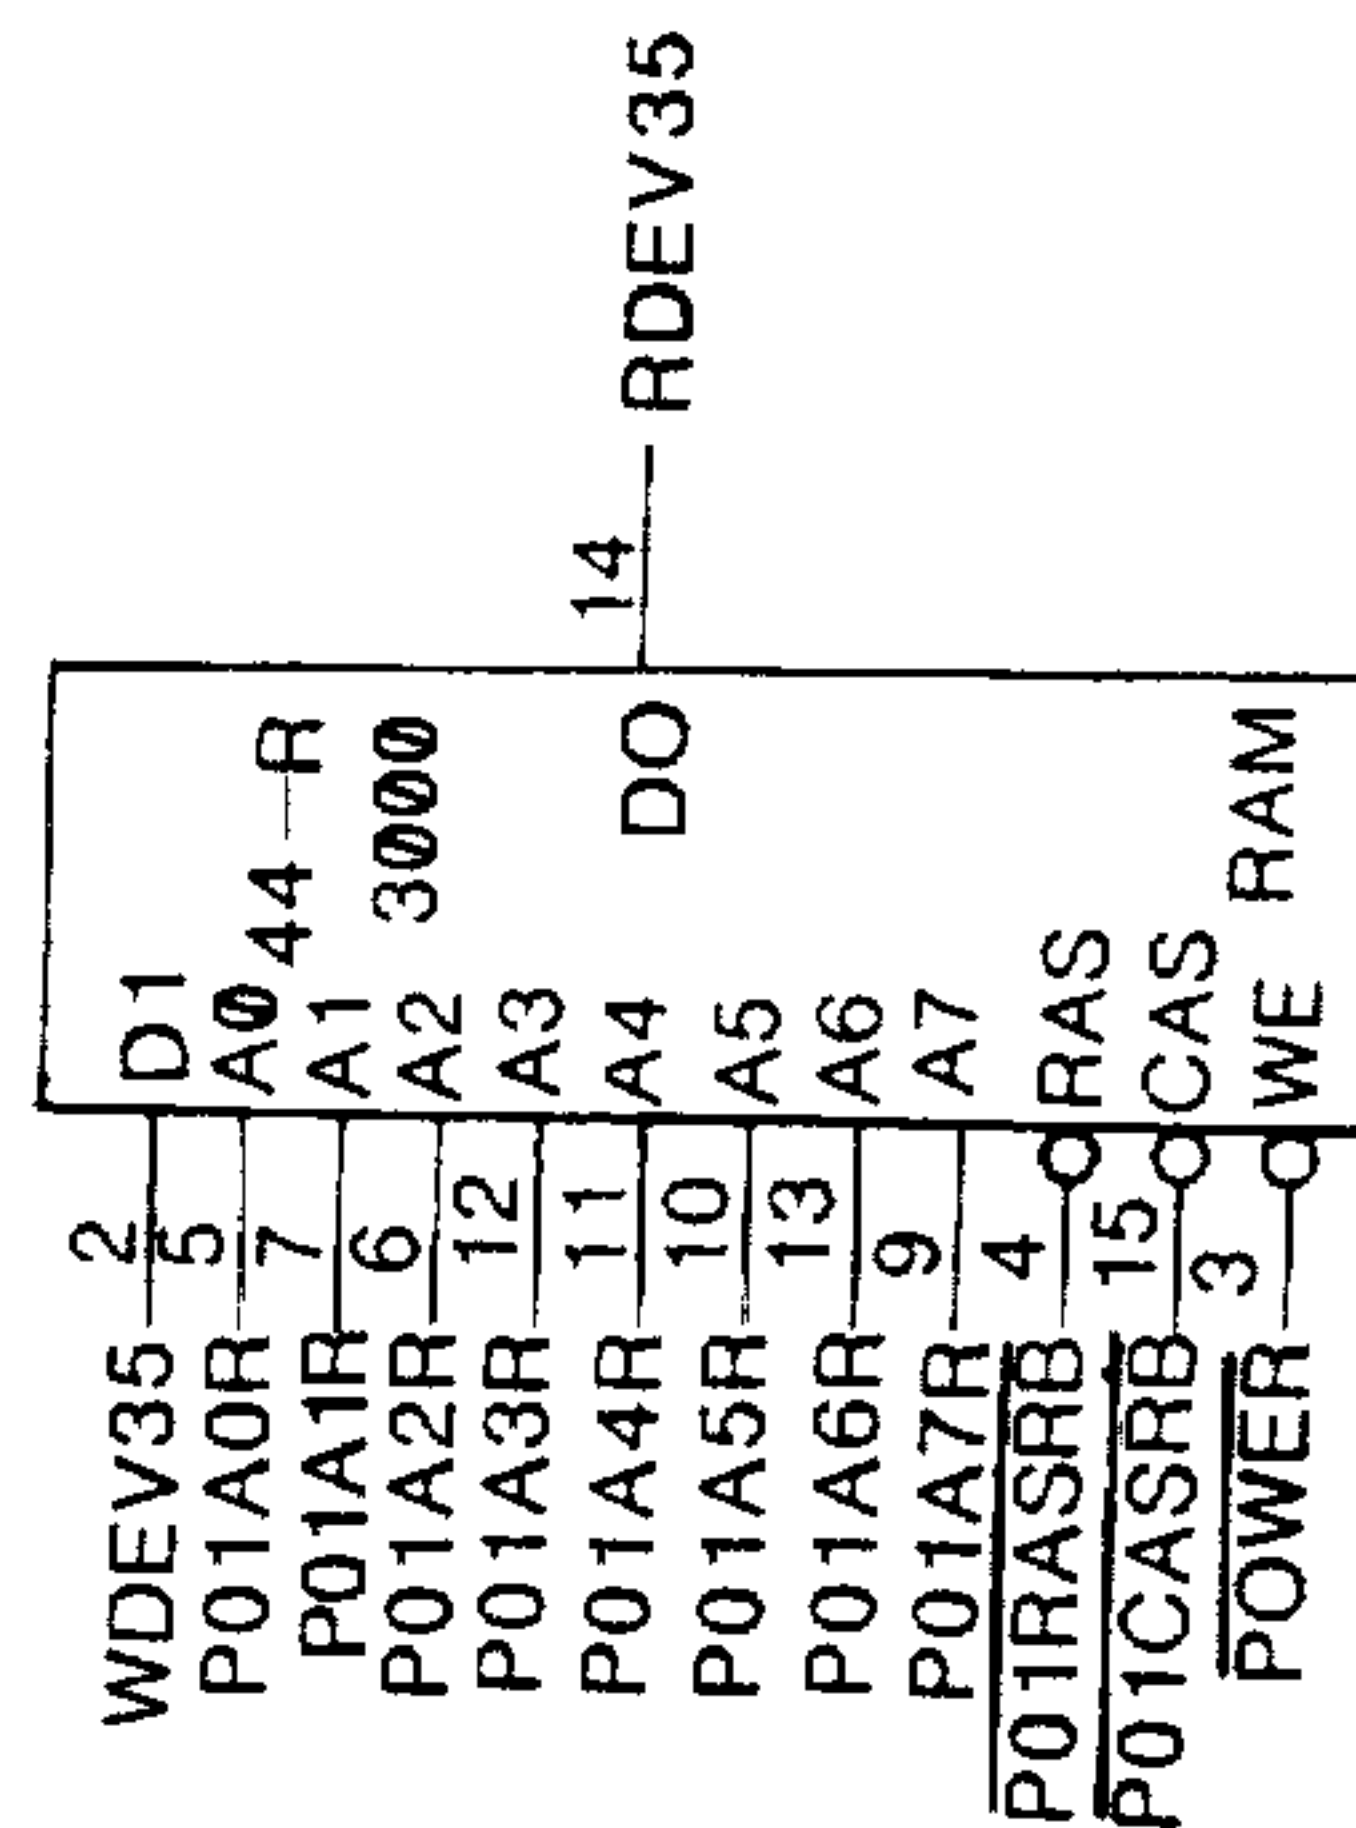 WDEV35 2 D1
P01A0R 5 A0 44-R
P01A1R 7 A1
P01A2R 6 A2 3000
P01A3R 12 A3
P01A4R 11 A4 DO 14 RDEV35
P01A5R 10 A5
P01A6R 13 A6
P01A7R 9 A7
P01RASRB 4 RAS
P01CASRB 15 CAS
POWER 3 WE RAM